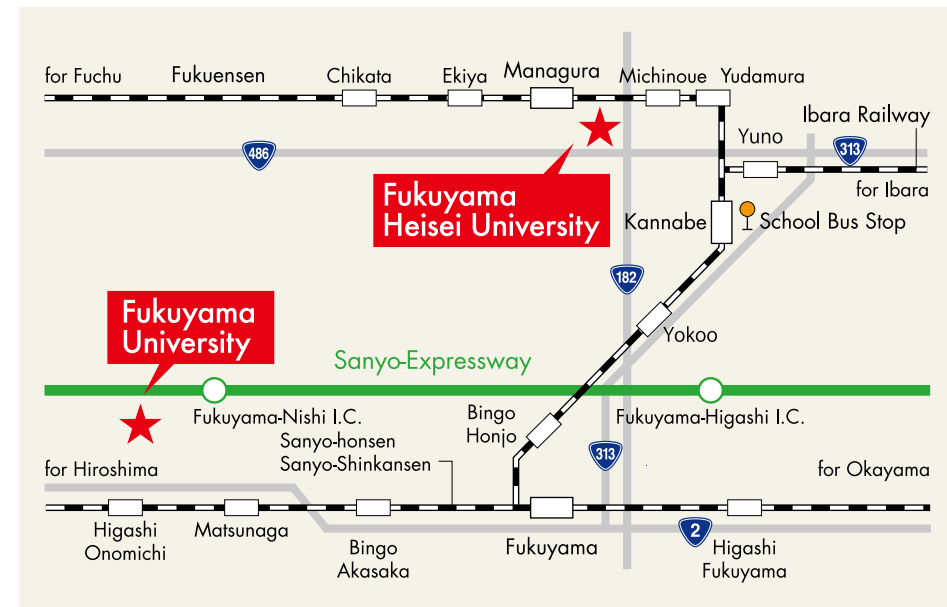 for Fuchu
Fukuensen
Chikata
Ekiya
Managura
Michinoue
Yudamura
Ibara Railway
Yuno
313
486
for Ibara
Fukuyama
Heisei University
Kannabe
School Bus Stop
182
Fukuyama
University
Yokoo
Sanyo-Expressway
Fukuyama-Nishi I.C.
Bingo
Honjo
Fukuyama-Higashi I.C.
Sanyo-honsen
Sanyo-Shinkansen
313
for Hiroshima
for Okayama
Higashi
Onomichi
Matsunaga
Bingo
Akasaka
Fukuyama
2
Higashi
Fukuyama